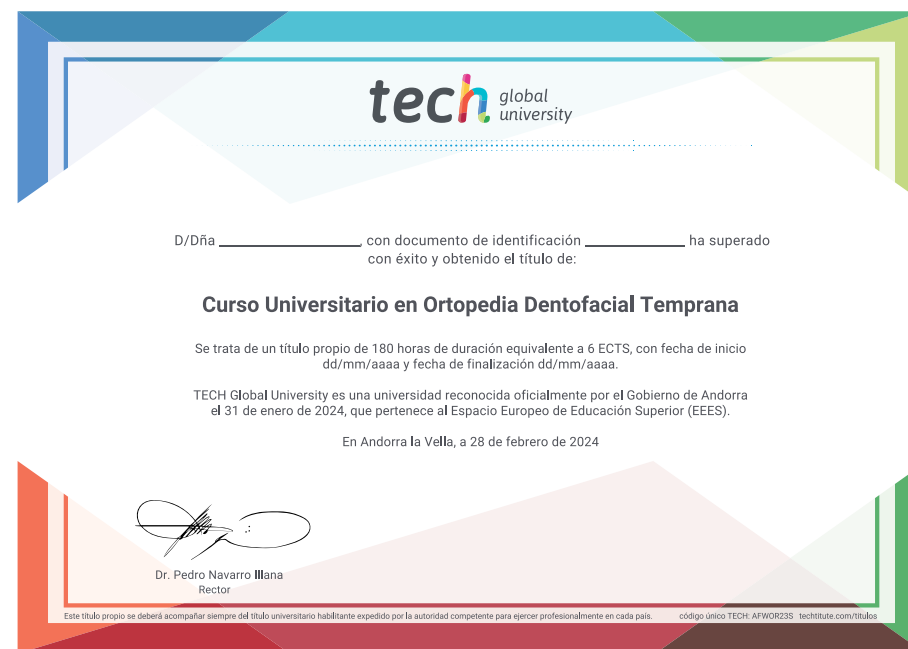 tech global university
D/Dña ____________, con documento de identificación ____________ ha superado
con éxito y obtenido el título de:
Curso Universitario en Ortopedia Dentofacial Temprana
Se trata de un título propio de 180 horas de duración equivalente a 6 ECTS, con fecha de inicio
dd/mm/aaaa y fecha de finalización dd/mm/aaaa.
TECH Global University es una universidad reconocida oficialmente por el Gobierno de Andorra
el 31 de enero de 2024, que pertenece al Espacio Europeo de Educación Superior (EEES).
En Andorra la Vella, a 28 de febrero de 2024
Dr. Pedro Navarro Illana
Rector
Este título propio se deberá acompañar siempre del título universitario habilitante expedido por la autoridad competente para ejercer profesionalmente en cada país. código único TECH: AFWOR23S techtitute.com/titulos